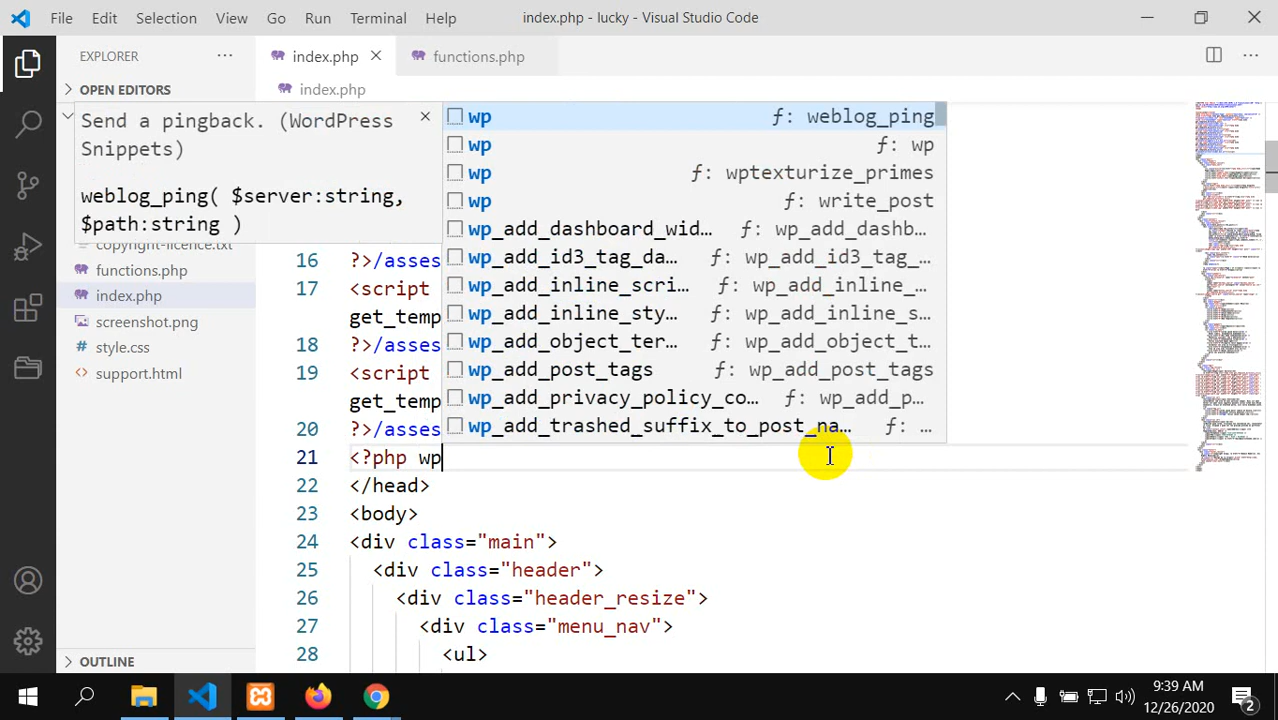 File Edit Selection View Go Run Terminal Help
index.php - lucky - Visual Studio Code
EXPLORER
index.php
functions.php
OPEN EDITORS
index.php
Send a pingback. (WordPress
Snippets)
weblog_ping( $server:string,
$path:string )
copyright-licence.txt
functions.php
index.php
screenshot.png
style.css
support.html
OUTLINE
wp f: weblog_ping
wp f: wp
wp f: wptexturize_primes
wp f: write_post
wp_add_dashboard_wid… f: wp_add_dashb…
wp_add_id3_tag_da… f: wp_add_id3_tag_…
wp_add_inline_scri… f: wp_add_inline_…
wp_add_inline_sty… f: wp_add_inline_s…
wp_add_object_ter… f: wp_add_object_t…
wp_add_post_tags f: wp_add_post_tags
wp_add_privacy_policy_co… f: wp_add_p…
wp_add_trashed_suffix_to_post_na… f: …
16 ?>/asses
17 <script
get_temp
18 ?>/asses
19 <script
get_temp
20 ?>/asses
21 <?php wp
22 </head>
23 <body>
24 <div class="main">
25 <div class="header">
26 <div class="header_resize">
27 <div class="menu_nav">
28 <ul>
9:39 AM
12/26/2020
2